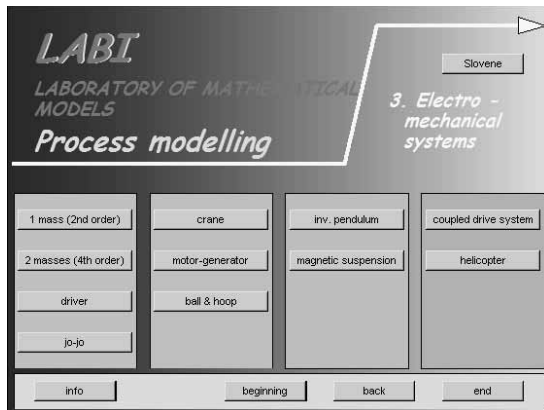 LABI
Slovene
LABORATORY OF MATHEMATICAL
MODELS
Process modelling
3. Electro -
mechanical
systems
1 mass (2nd order)
crane
inv. pendulum
coupled drive system
2 masses (4th order)
motor-generator
magnetic suspension
helicopter
driver
ball & hoop
jo-jo
info
beginning
back
end